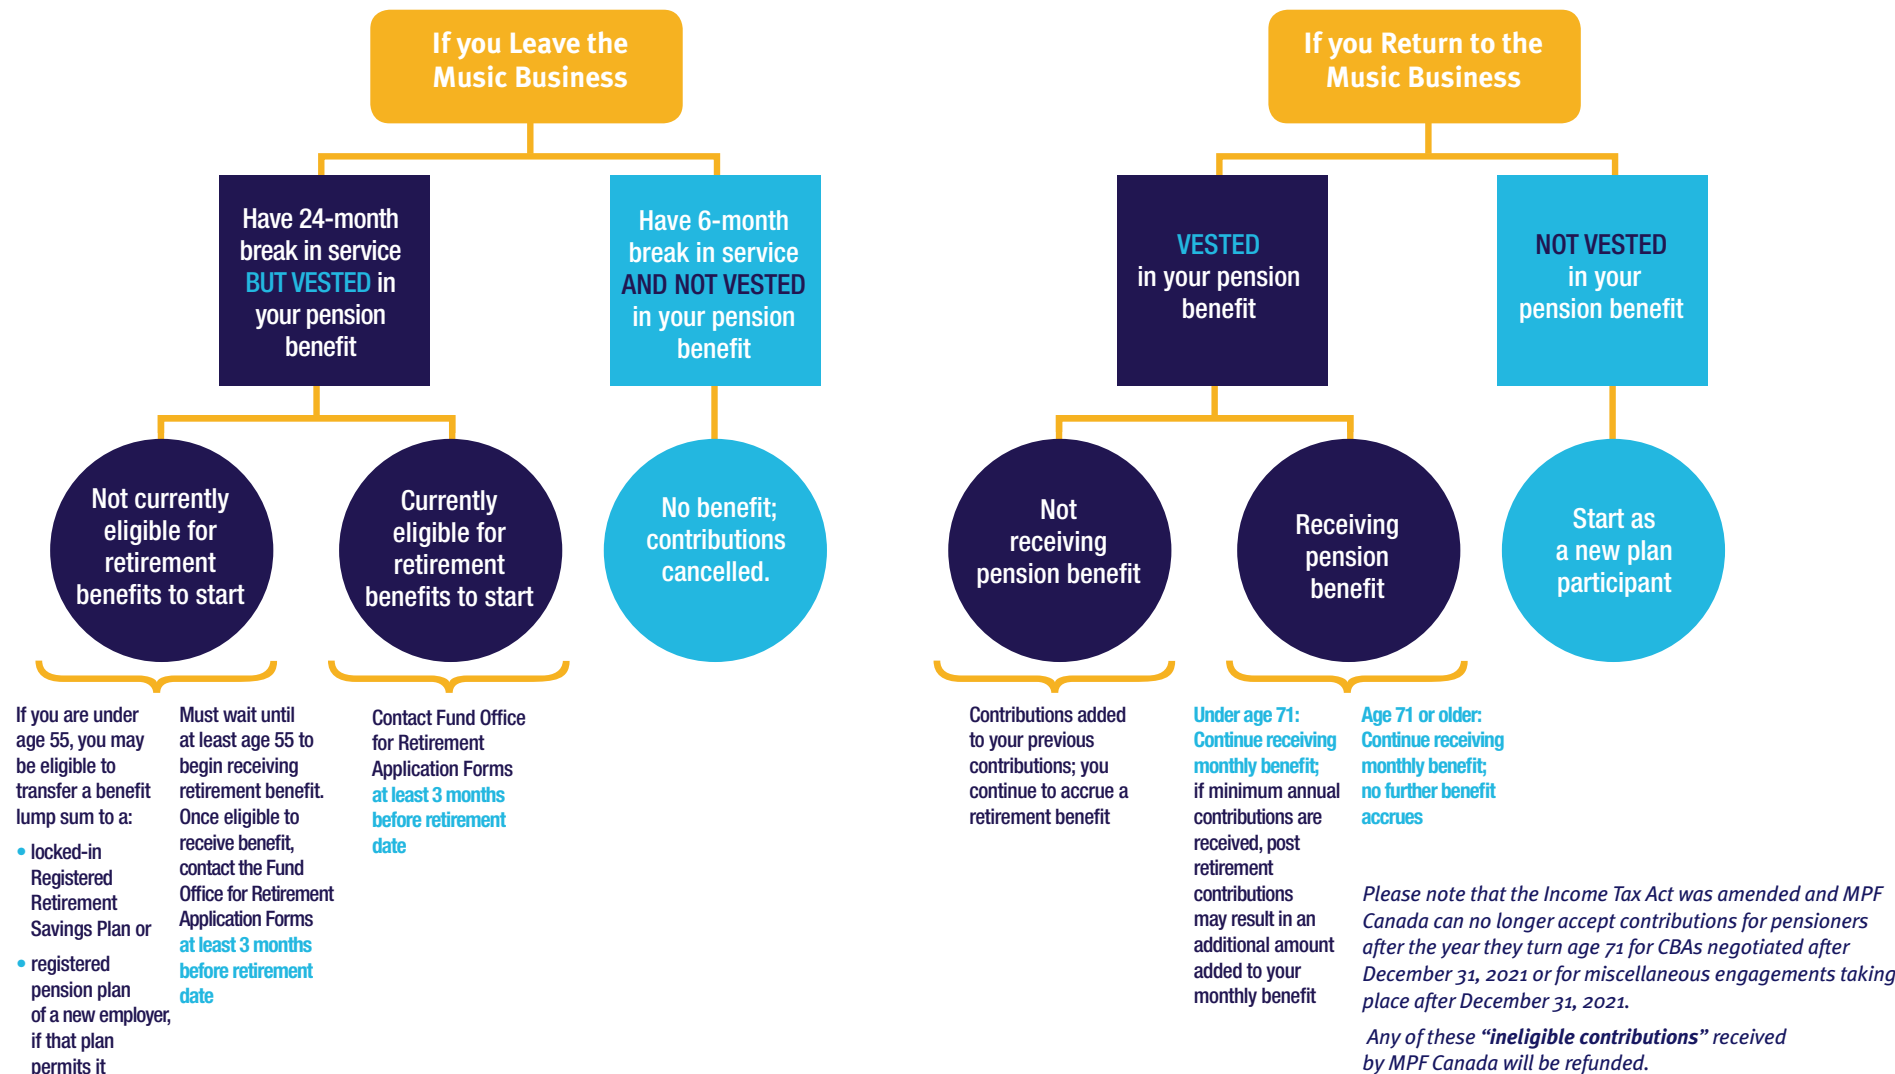 If you Leave the
Music Business
Have 24-month
break in service
BUT VESTED in
your pension
benefit
Have 6-month
break in service
AND NOT VESTED
in your pension
benefit
Not currently
eligible for
retirement
benefits to start
Currently
eligible for
retirement
benefits to start
No benefit;
contributions
cancelled.
If you are under
age 55, you may
be eligible to
transfer a benefit
lump sum to a:
• locked-in
Registered
Retirement
Savings Plan or
• registered
pension plan
of a new employer,
if that plan
permits it
Must wait until
at least age 55 to
begin receiving
retirement benefit.
Once eligible to
receive benefit,
contact the Fund
Office for Retirement
Application Forms
at least 3 months
before retirement
date
Contact Fund Office
for Retirement
Application Forms
at least 3 months
before retirement
date
If you Return to the
Music Business
VESTED
in your pension
benefit
NOT VESTED
in your
pension benefit
Not
receiving
pension benefit
Receiving
pension
benefit
Start as
a new plan
participant
Contributions added
to your previous
contributions; you
continue to accrue a
retirement benefit
Under age 71:
Continue receiving
monthly benefit;
if minimum annual
contributions are
received, post
retirement
contributions
may result in an
additional amount
added to your
monthly benefit
Age 71 or older:
Continue receiving
monthly benefit;
no further benefit
accrues
Please note that the Income Tax Act was amended and MPF
Canada can no longer accept contributions for pensioners
after the year they turn age 71 for CBAs negotiated after
December 31, 2021 or for miscellaneous engagements taking
place after December 31, 2021.
Any of these “ineligible contributions” received
by MPF Canada will be refunded.